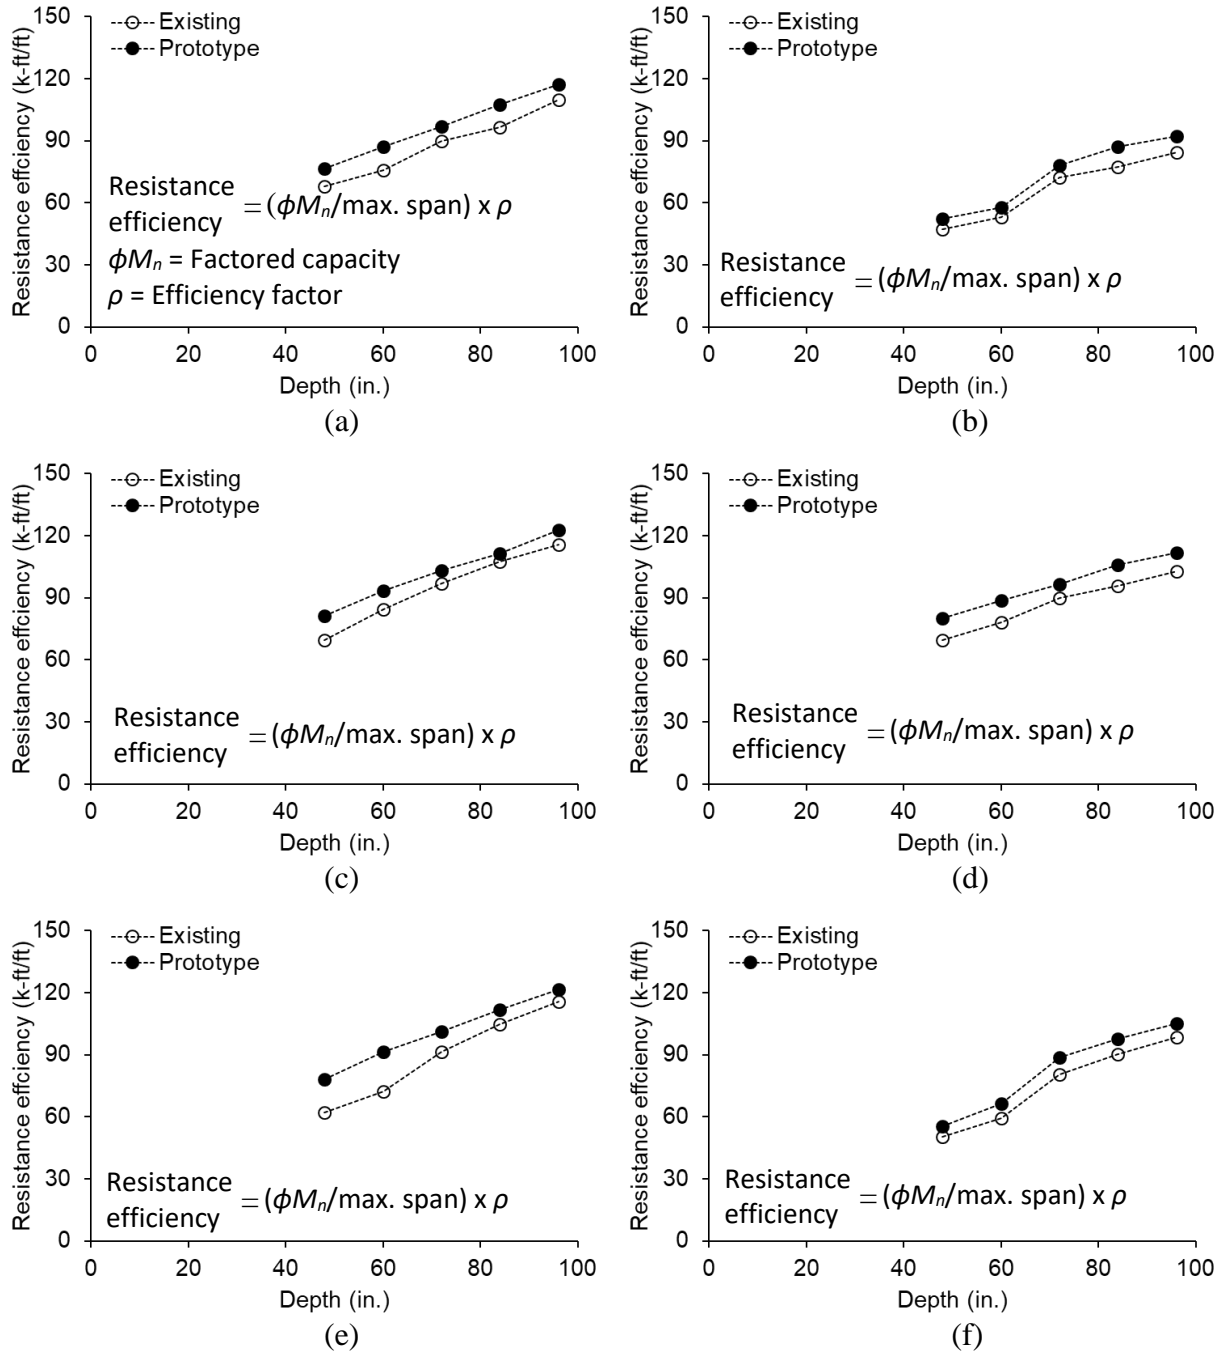 Existing
Prototype
Resistance effciency (k-ft/ft)
150
120
90
60
30
0
Resistance
efficiency = (ϕMn/max. span) x ρ
ϕMn = Factored capacity
ρ = Efficiency factor
0 20 40 60 80 100
Depth (in.)
(a)
Existing
Prototype
Resistance effciency (k-ft/ft)
150
120
90
60
30
0
Resistance
efficiency = (ϕMn/max. span) x ρ
0 20 40 60 80 100
Depth (in.)
(b)
Existing
Prototype
Resistance effciency (k-ft/ft)
150
120
90
60
30
0
Resistance
efficiency = (ϕMn/max. span) x ρ
0 20 40 60 80 100
Depth (in.)
(c)
Existing
Prototype
Resistance effciency (k-ft/ft)
150
120
90
60
30
0
Resistance
efficiency = (ϕMn/max. span) x ρ
0 20 40 60 80 100
Depth (in.)
(d)
Existing
Prototype
Resistance effciency (k-ft/ft)
150
120
90
60
30
0
Resistance
efficiency = (ϕMn/max. span) x ρ
0 20 40 60 80 100
Depth (in.)
(e)
Existing
Prototype
Resistance effciency (k-ft/ft)
150
120
90
60
30
0
Resistance
efficiency = (ϕMn/max. span) x ρ
0 20 40 60 80 100
Depth (in.)
(f)